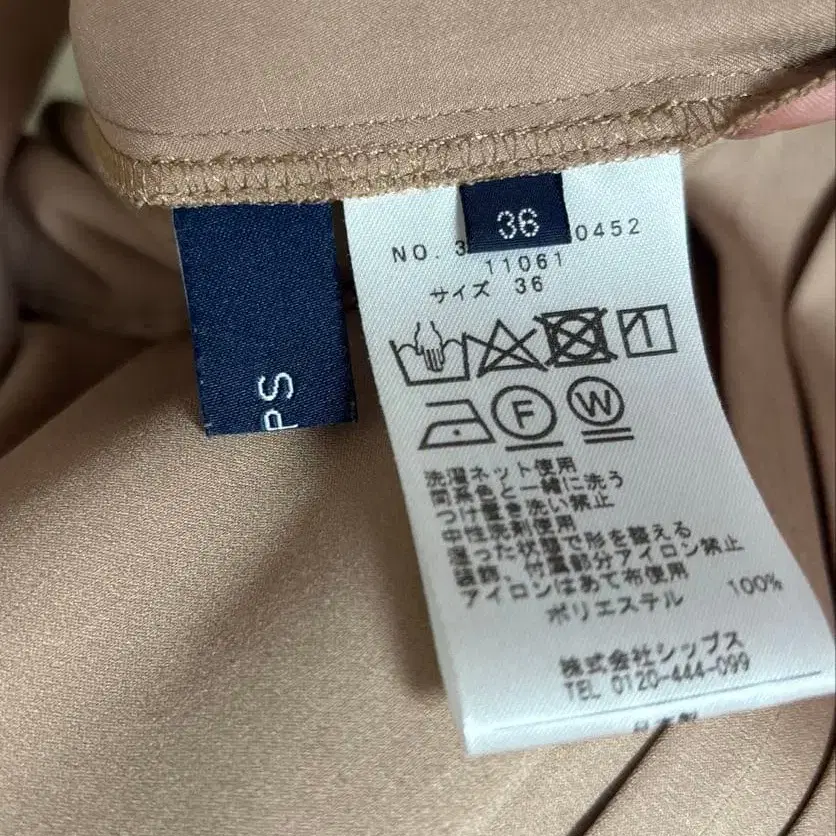 PS
36
NO. 3 0452
11061
サイズ 36
F
W
洗濯ネット使用
同系色と一緒に洗う
つけ置き洗い禁止
中性洗剤使用
湿った状態で形を整える
装飾、付属部分アイロン禁止
アイロンはあて布使用
ポリエステル 100%
株式会社シップス
TEL 0120-444-099
日本製